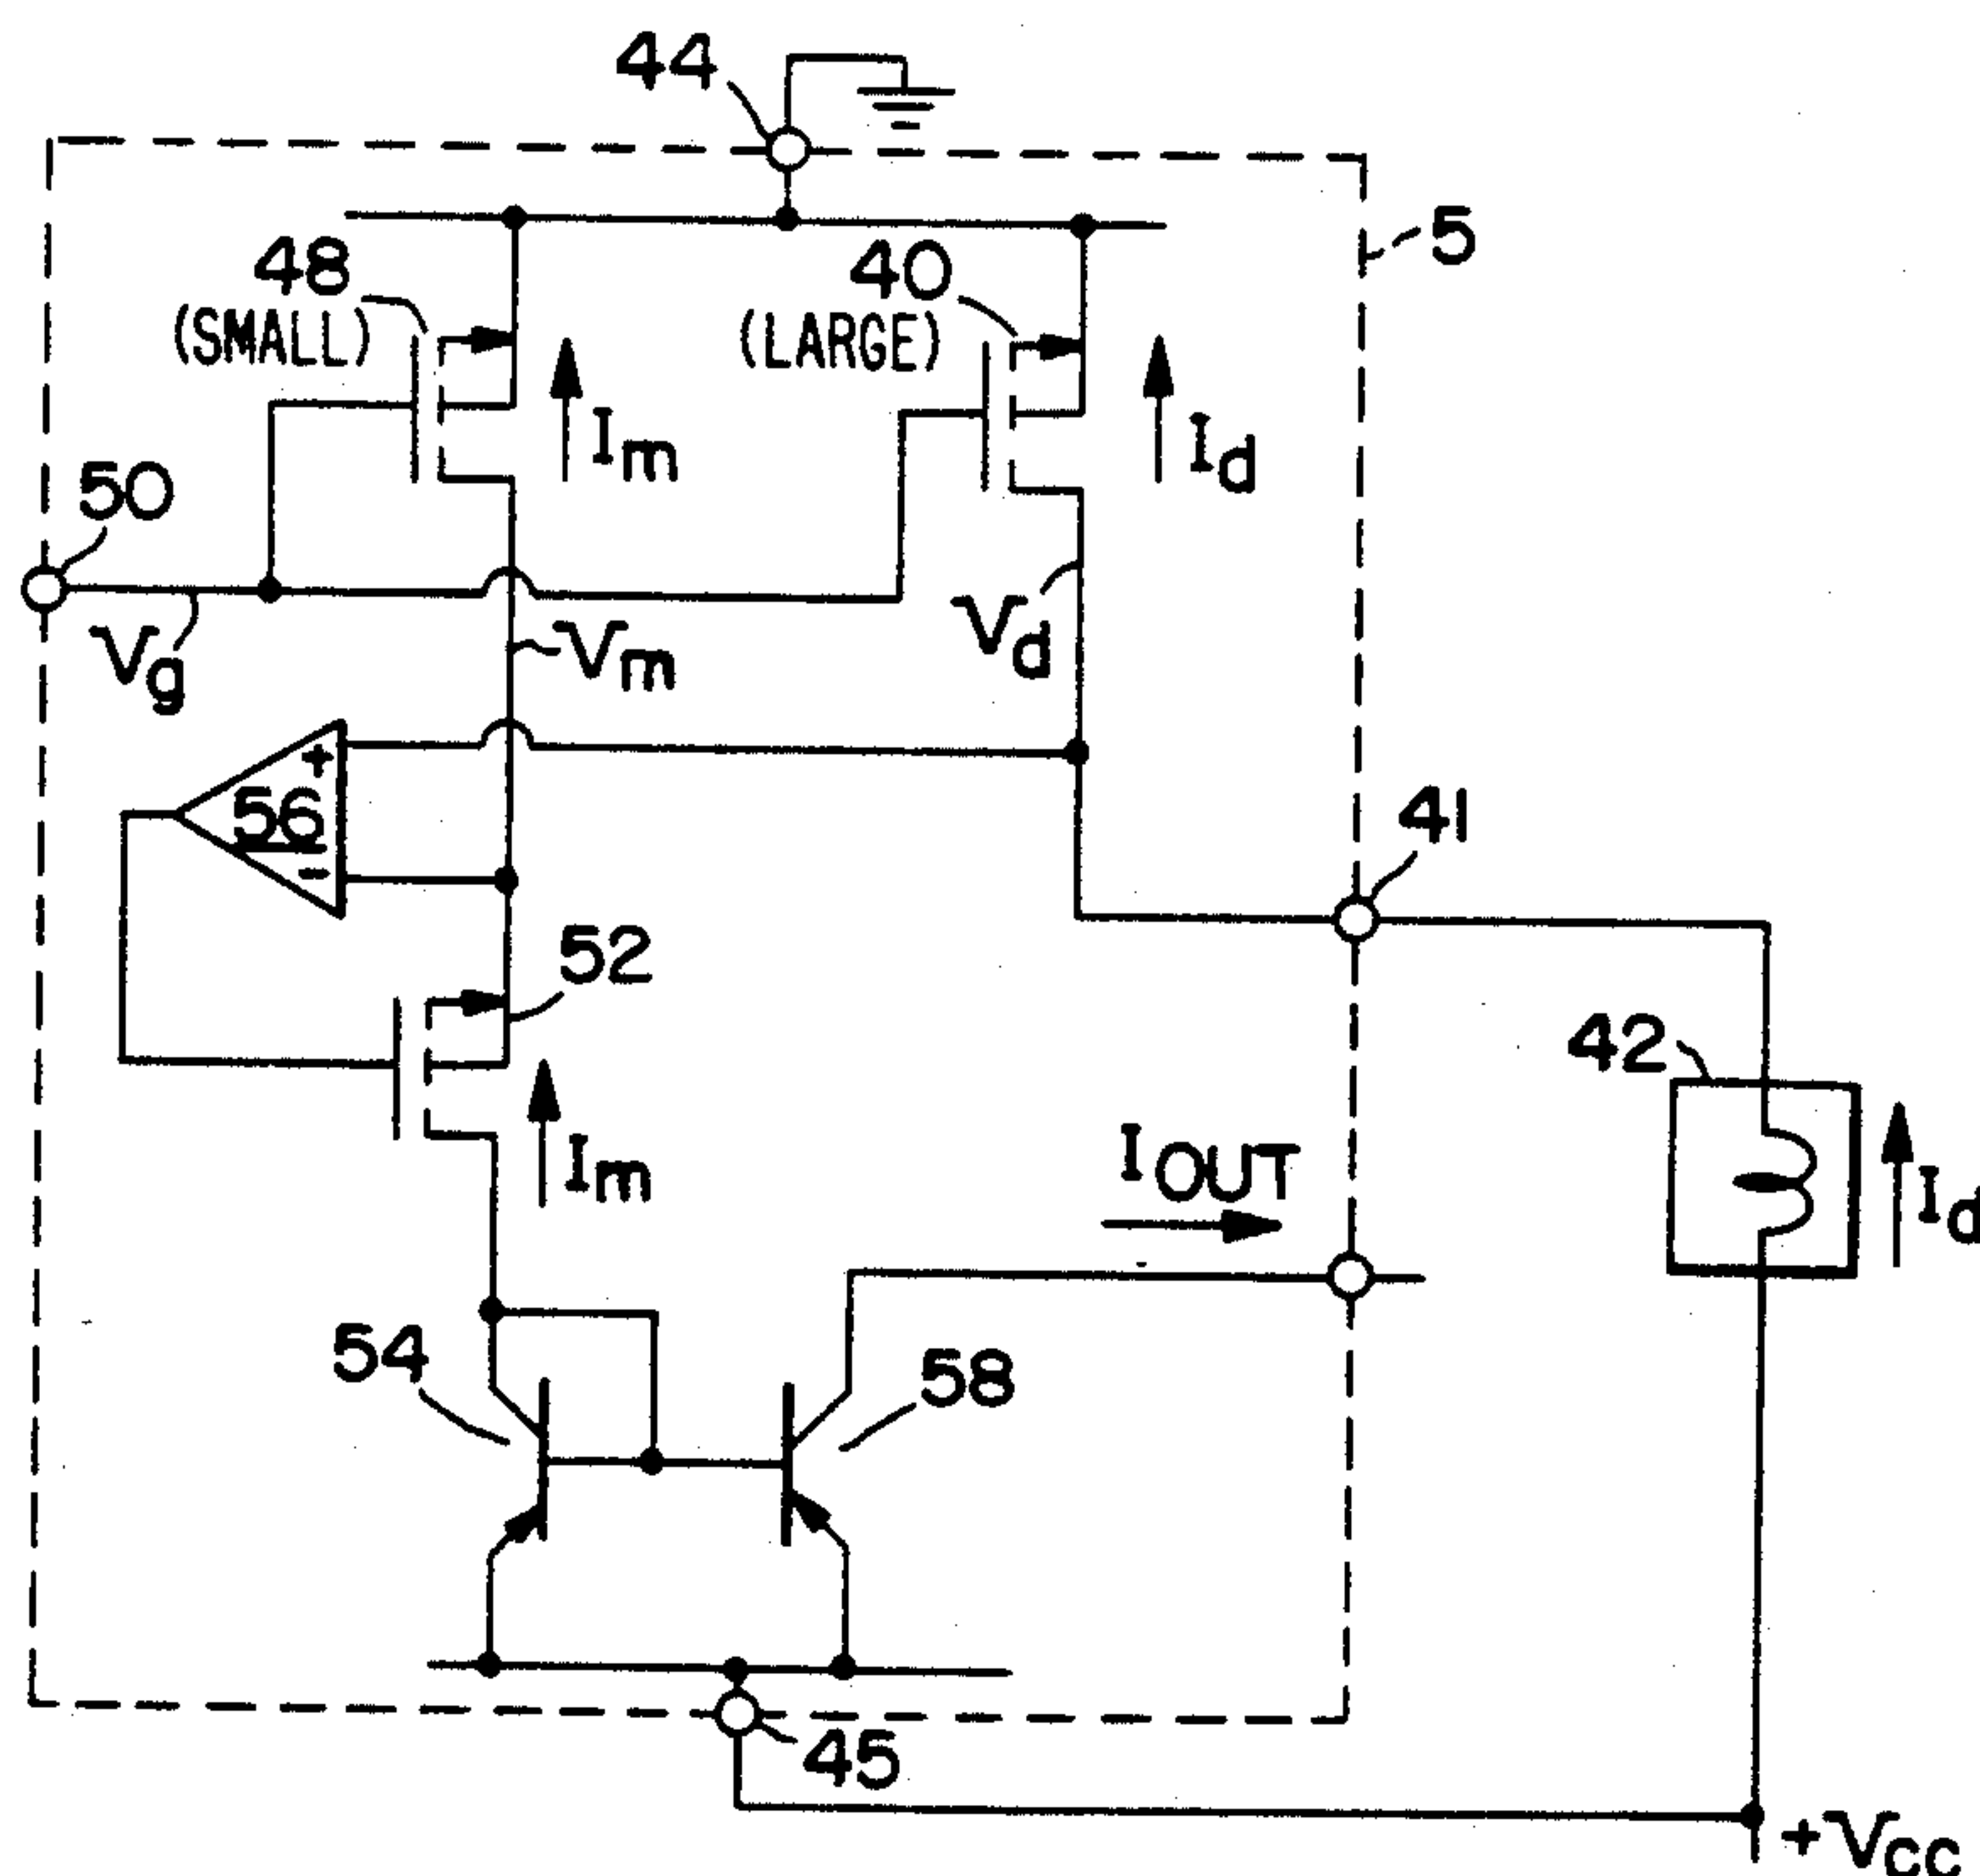 44
5
48
(SMALL)
40
(LARGE)
Im
Id
50
Vg
Vm
Vd
+
56
-
41
52
42
Im
IOUT
Id
54
58
45
+VCC